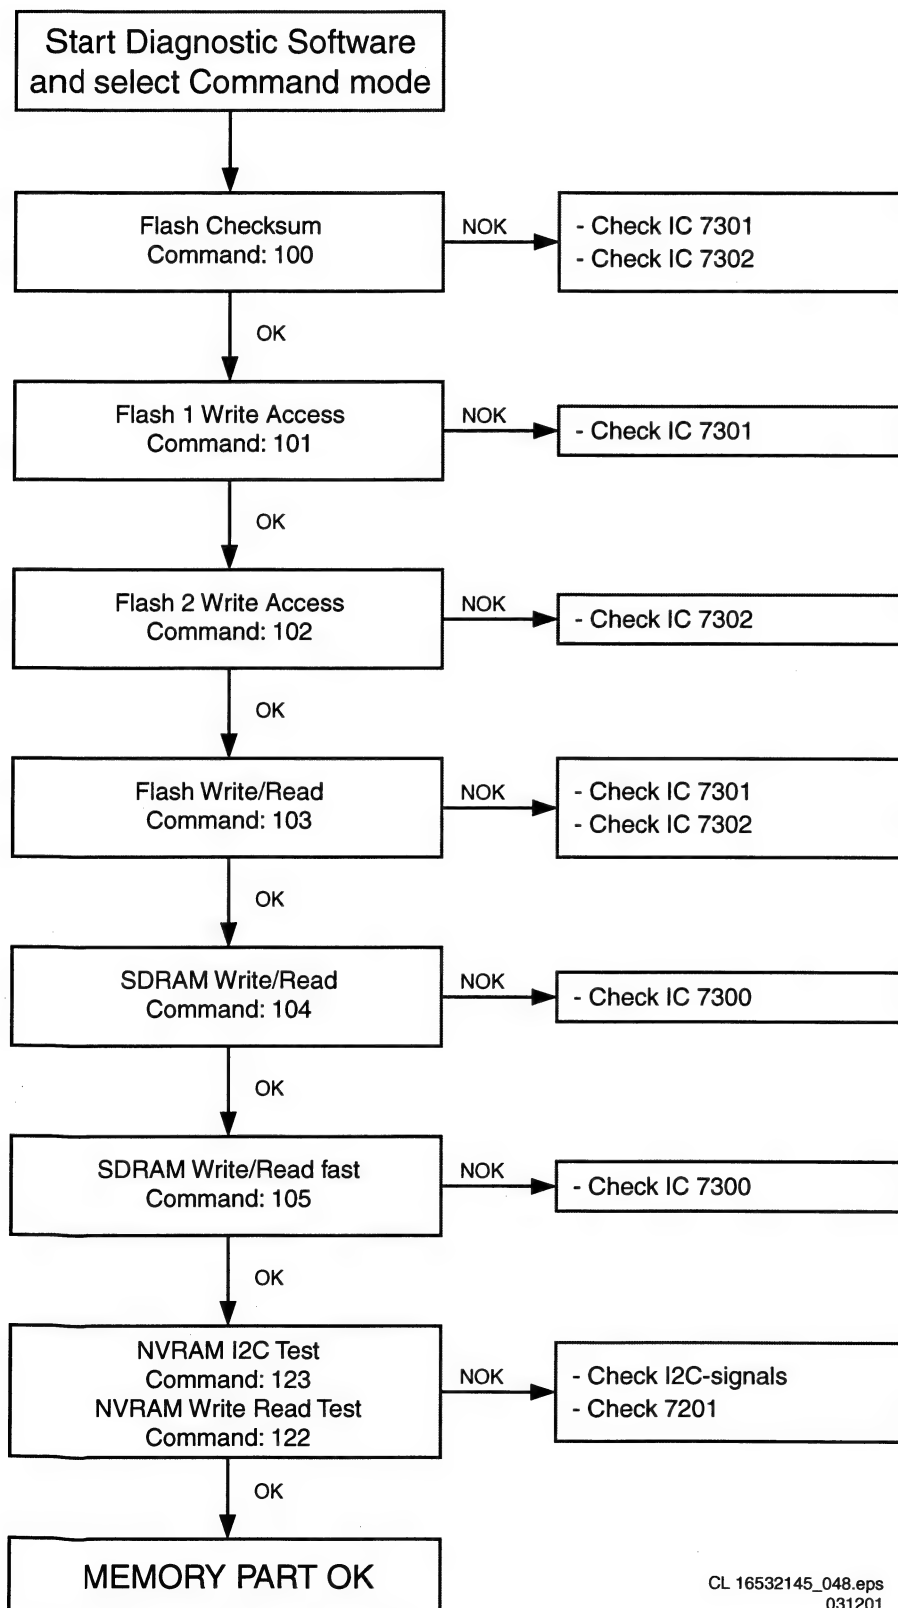 Start Diagnostic Software
and select Command mode
Flash Checksum
Command: 100
NOK
- Check IC 7301
- Check IC 7302
OK
Flash 1 Write Access
Command: 101
NOK
- Check IC 7301
OK
Flash 2 Write Access
Command: 102
NOK
- Check IC 7302
OK
Flash Write/Read
Command: 103
NOK
- Check IC 7301
- Check IC 7302
OK
SDRAM Write/Read
Command: 104
NOK
- Check IC 7300
OK
SDRAM Write/Read fast
Command: 105
NOK
- Check IC 7300
OK
NVRAM I2C Test
Command: 123
NVRAM Write Read Test
Command: 122
NOK
- Check I2C-signals
- Check 7201
OK
MEMORY PART OK
CL 16532145_048.eps
031201